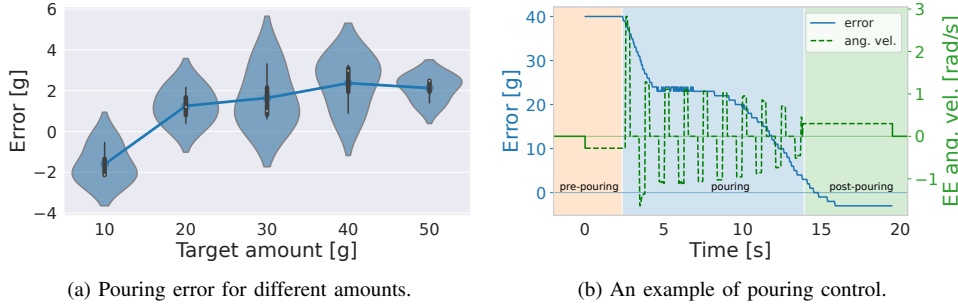 6
4
2
0
−2
−4
Error [g]
10 20 30 40 50
Target amount [g]
(a) Pouring error for different amounts.
40
30
20
10
0
Error [g]
error
ang. vel.
pre-pouring pouring post-pouring
3
2
1
0
−1
EE ang. vel. [rad/s]
0 5 10 15 20
Time [s]
(b) An example of pouring control.